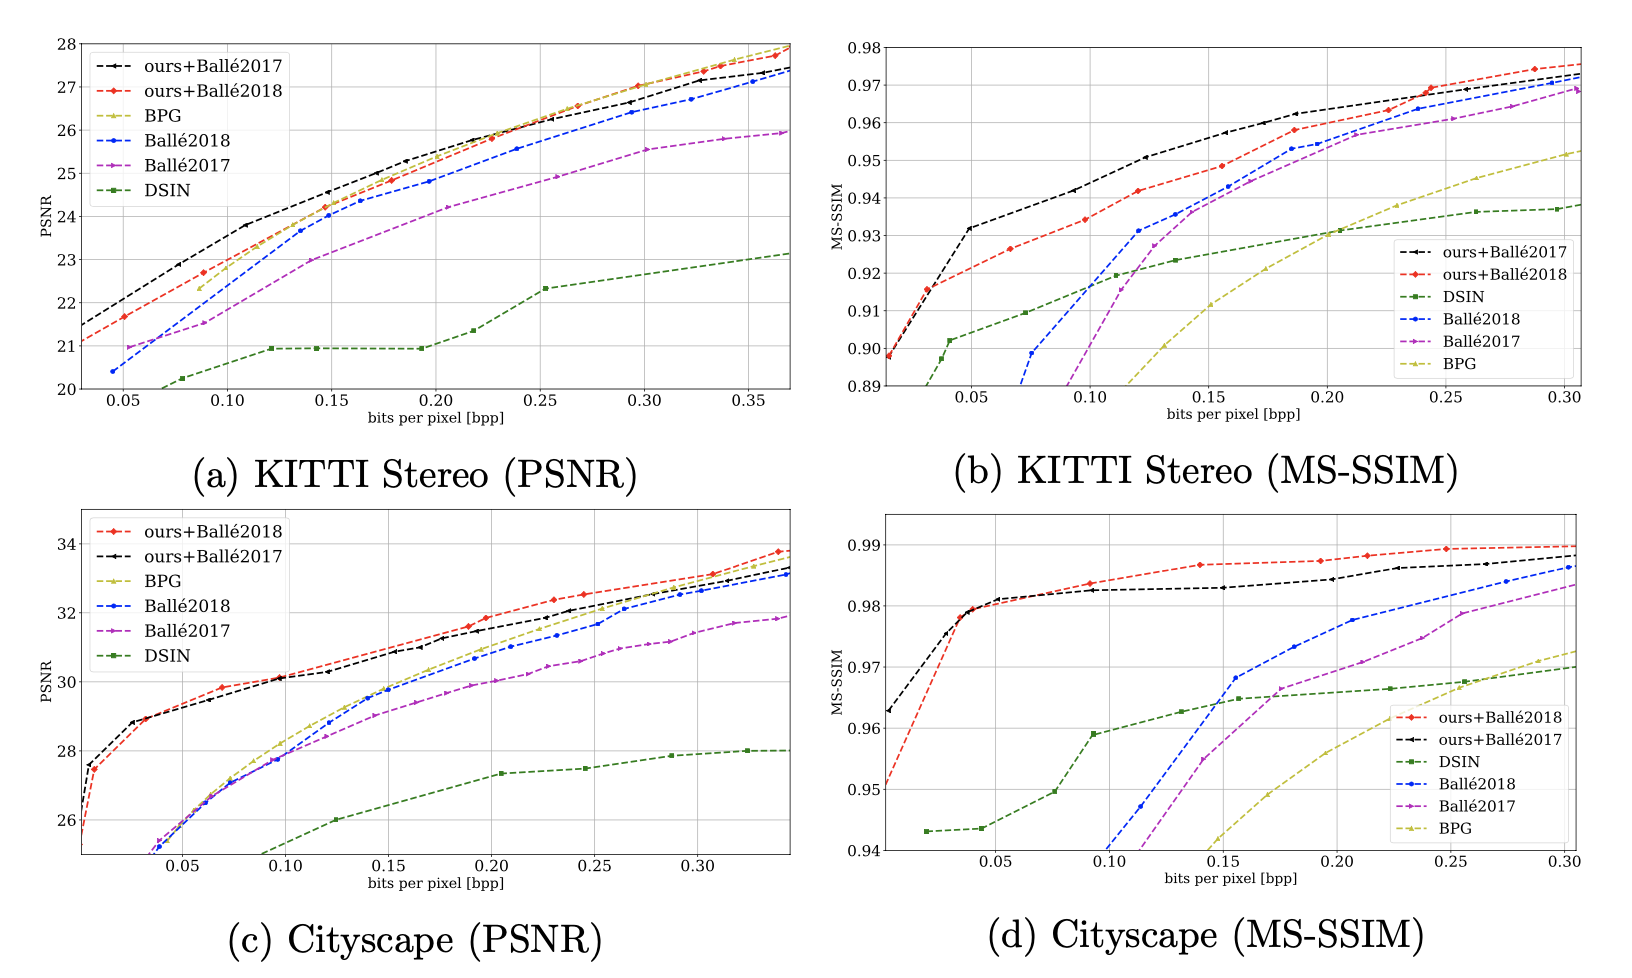 28
27
26
25
24
23
22
21
20
PSNR
ours+Ballé2017
ours+Ballé2018
BPG
Ballé2018
Ballé2017
DSIN
0.05 0.10 0.15 0.20 0.25 0.30 0.35
bits per pixel [bpp]
(a) KITTI Stereo (PSNR)
0.98
0.97
0.96
0.95
0.94
0.93
0.92
0.91
0.90
0.89
MS-SSIM
ours+Ballé2017
ours+Ballé2018
DSIN
Ballé2018
Ballé2017
BPG
0.05 0.10 0.15 0.20 0.25 0.30
bits per pixel [bpp]
(b) KITTI Stereo (MS-SSIM)
34
32
30
28
26
PSNR
ours+Ballé2018
ours+Ballé2017
BPG
Ballé2018
Ballé2017
DSIN
0.05 0.10 0.15 0.20 0.25 0.30
bits per pixel [bpp]
(c) Cityscape (PSNR)
0.99
0.98
0.97
0.96
0.95
0.94
MS-SSIM
ours+Ballé2018
ours+Ballé2017
DSIN
Ballé2018
Ballé2017
BPG
0.05 0.10 0.15 0.20 0.25 0.30
bits per pixel [bpp]
(d) Cityscape (MS-SSIM)